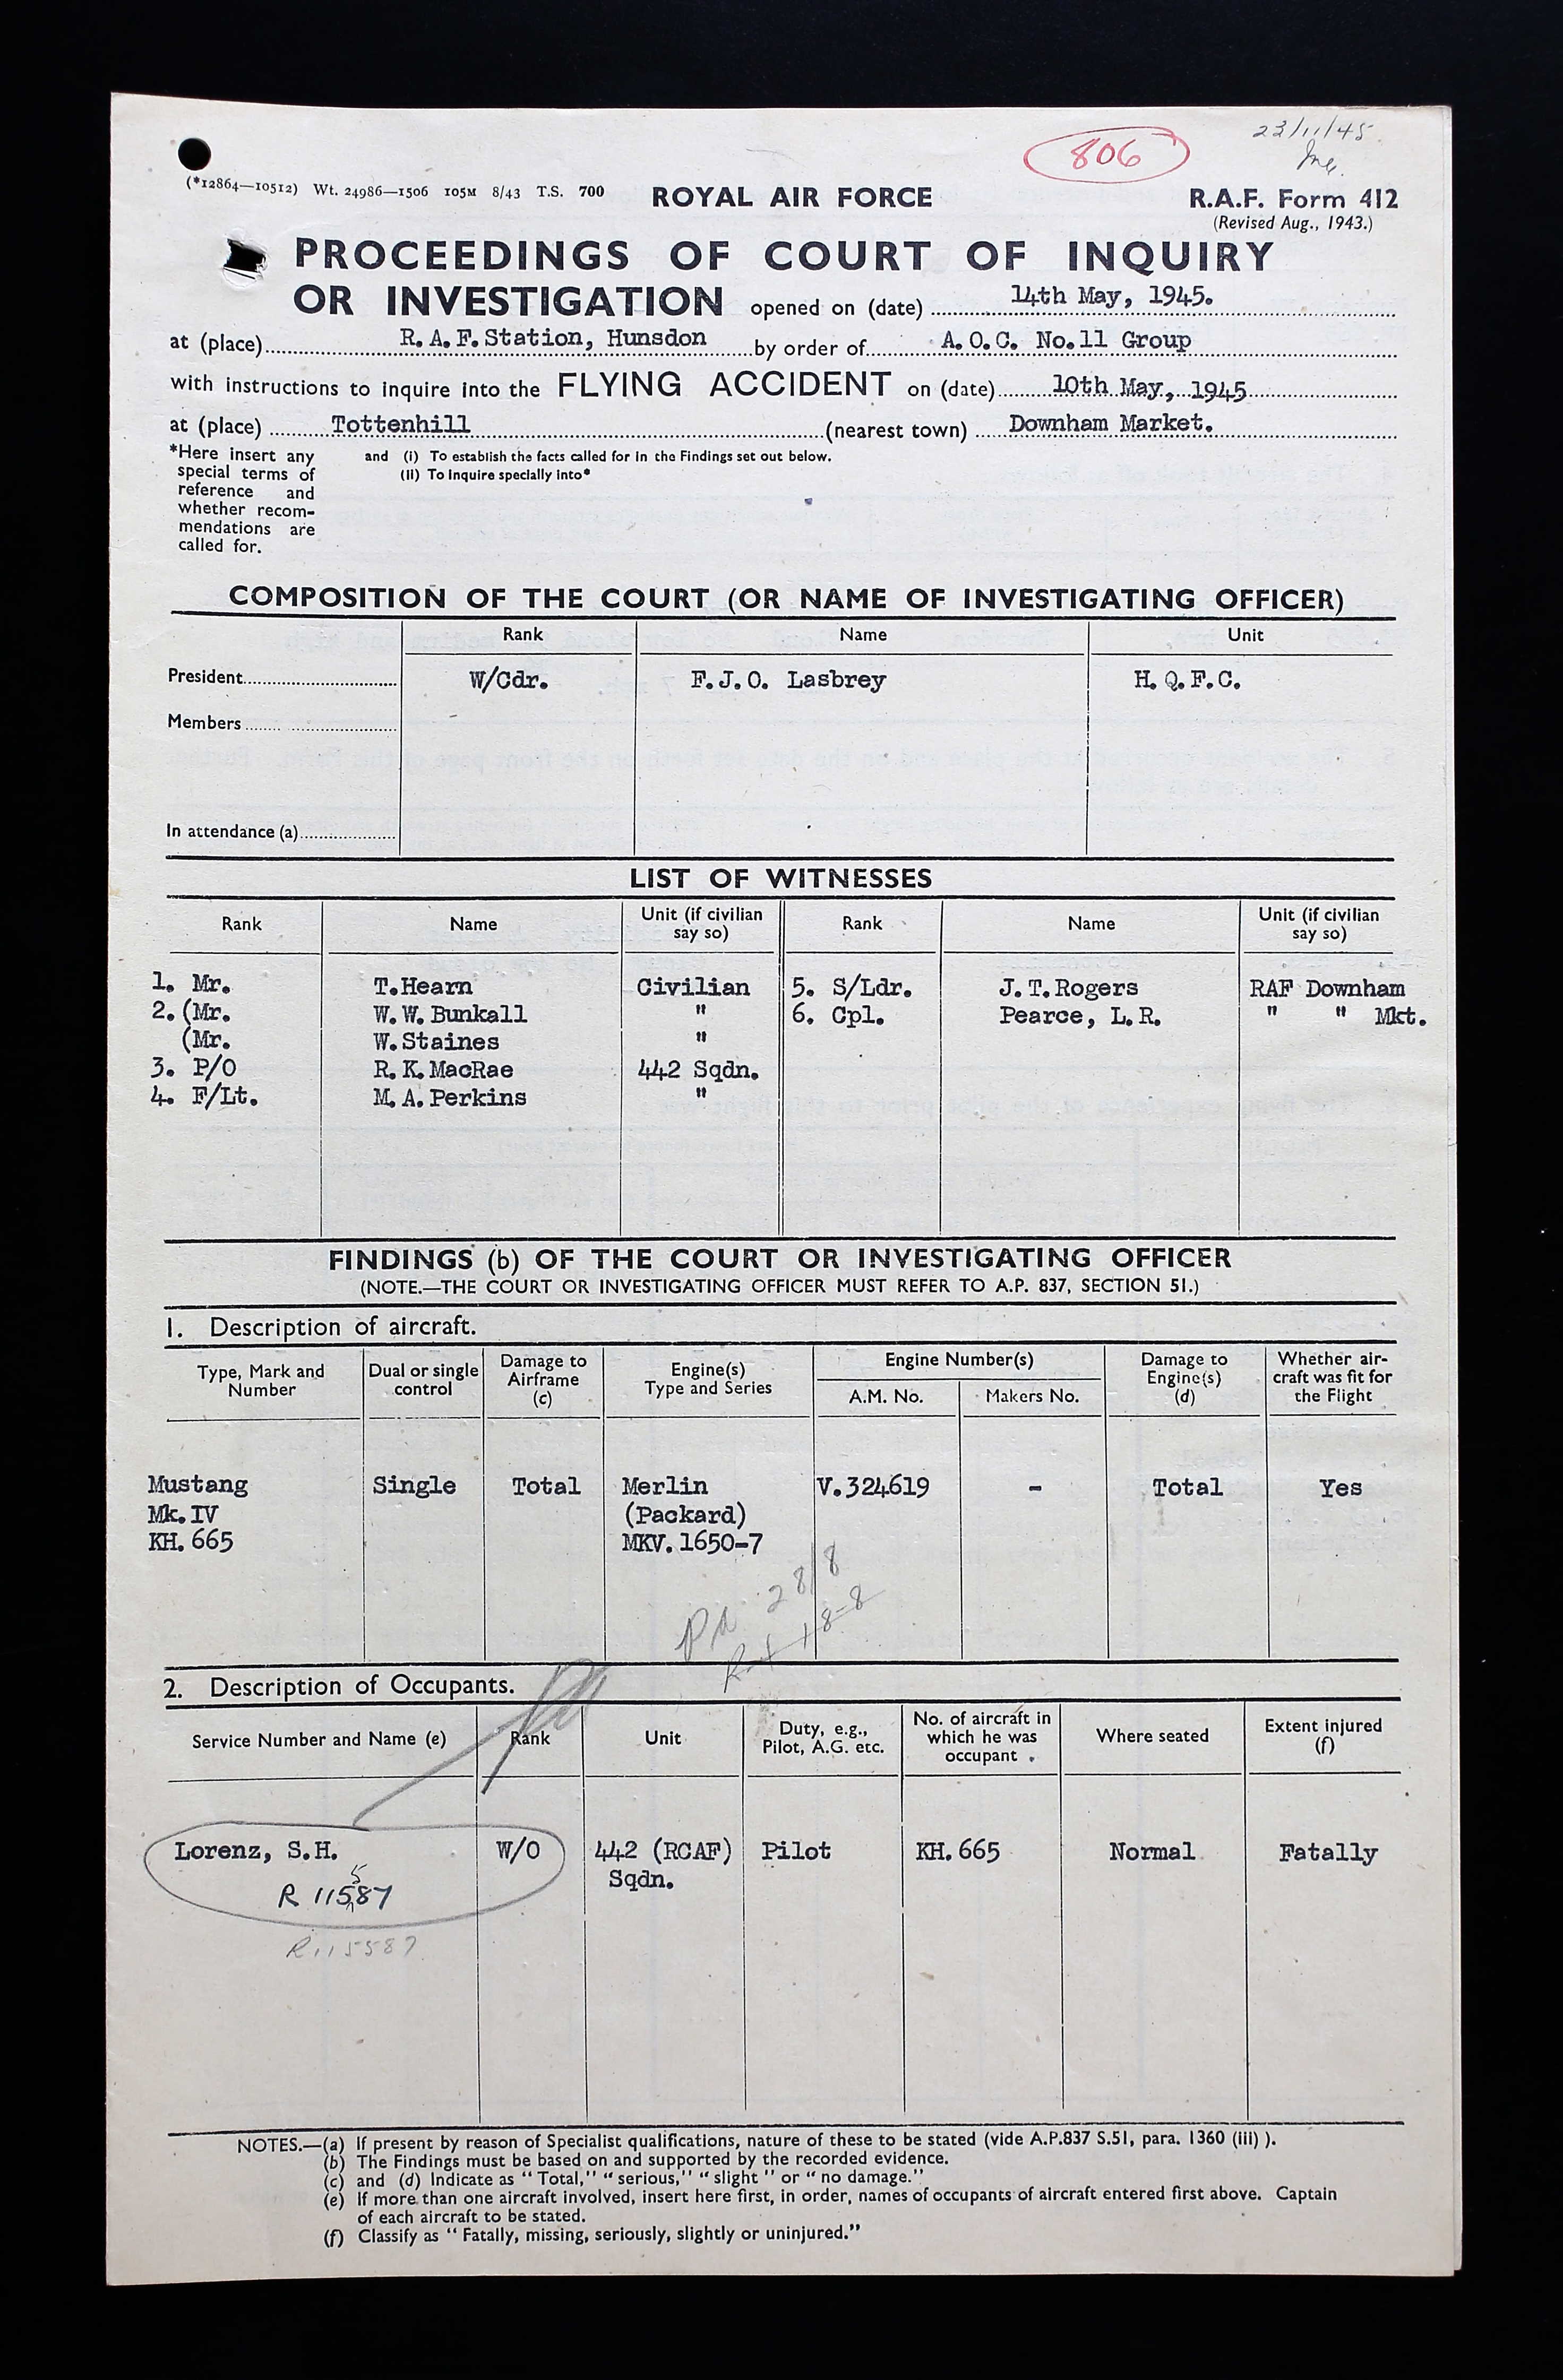 806
23/11/45
(*12864—10512) Wt. 24986—1506 105M 8/43 T.S. 700
ROYAL AIR FORCE
R.A.F. Form 412
(Revised Aug., 1943.)
PROCEEDINGS OF COURT OF INQUIRY
OR INVESTIGATION opened on (date) 14th May, 1945.
at (place) R.A.F.Station, Hunsdon by order of A.O.C. No.11 Group
with instructions to inquire into the FLYING ACCIDENT on (date) 10th May, 1945
at (place) Tottenhill (nearest town) Downham Market.
*Here insert any special terms of reference and whether recommendations are called for.
and (i) To establish the facts called for in the Findings set out below.
(ii) To inquire specially into*
COMPOSITION OF THE COURT (OR NAME OF INVESTIGATING OFFICER)
Rank Name Unit
President W/Cdr. F.J.O. Lasbrey H.Q.F.C.
Members
In attendance (a)
LIST OF WITNESSES
Rank Name Unit (if civilian say so) Rank Name Unit (if civilian say so)
1. Mr. T.Hearn Civilian 5. S/Ldr. J.T.Rogers RAF Downham
2.(Mr. W.W.Bunkall " 6. Cpl. Pearce, L.R. " " Mkt.
(Mr. W.Staines "
3. P/O R.K.MacRae 442 Sqdn.
4. F/Lt. M.A.Perkins "
FINDINGS (b) OF THE COURT OR INVESTIGATING OFFICER
(NOTE.—THE COURT OR INVESTIGATING OFFICER MUST REFER TO A.P. 837, SECTION 51.)
1. Description of aircraft.
Type, Mark and Number
Dual or single control
Damage to Airframe (c)
Engine(s) Type and Series
Engine Number(s)
A.M. No. Makers No.
Damage to Engine(s) (d)
Whether air-craft was fit for the Flight
Mustang Single Total Merlin V.324619 - Total Yes
Mk.IV (Packard)
KH.665 MKV.1650-7
28/8
18-8
2. Description of Occupants.
Service Number and Name (e)
Rank
Unit
Duty, e.g., Pilot, A.G. etc.
No. of aircraft in which he was occupant
Where seated
Extent injured (f)
Lorenz, S.H. W/O 442 (RCAF) Pilot KH.665 Normal Fatally
Sqdn.
5
R 11587
R115587
NOTES.—(a) If present by reason of Specialist qualifications, nature of these to be stated (vide A.P.837 S.51, para. 1360 (iii) ).
(b) The Findings must be based on and supported by the recorded evidence.
(c) and (d) Indicate as "Total," "serious," "slight" or "no damage."
(e) If more than one aircraft involved, insert here first, in order, names of occupants of aircraft entered first above. Captain
of each aircraft to be stated.
(f) Classify as "Fatally, missing, seriously, slightly or uninjured."